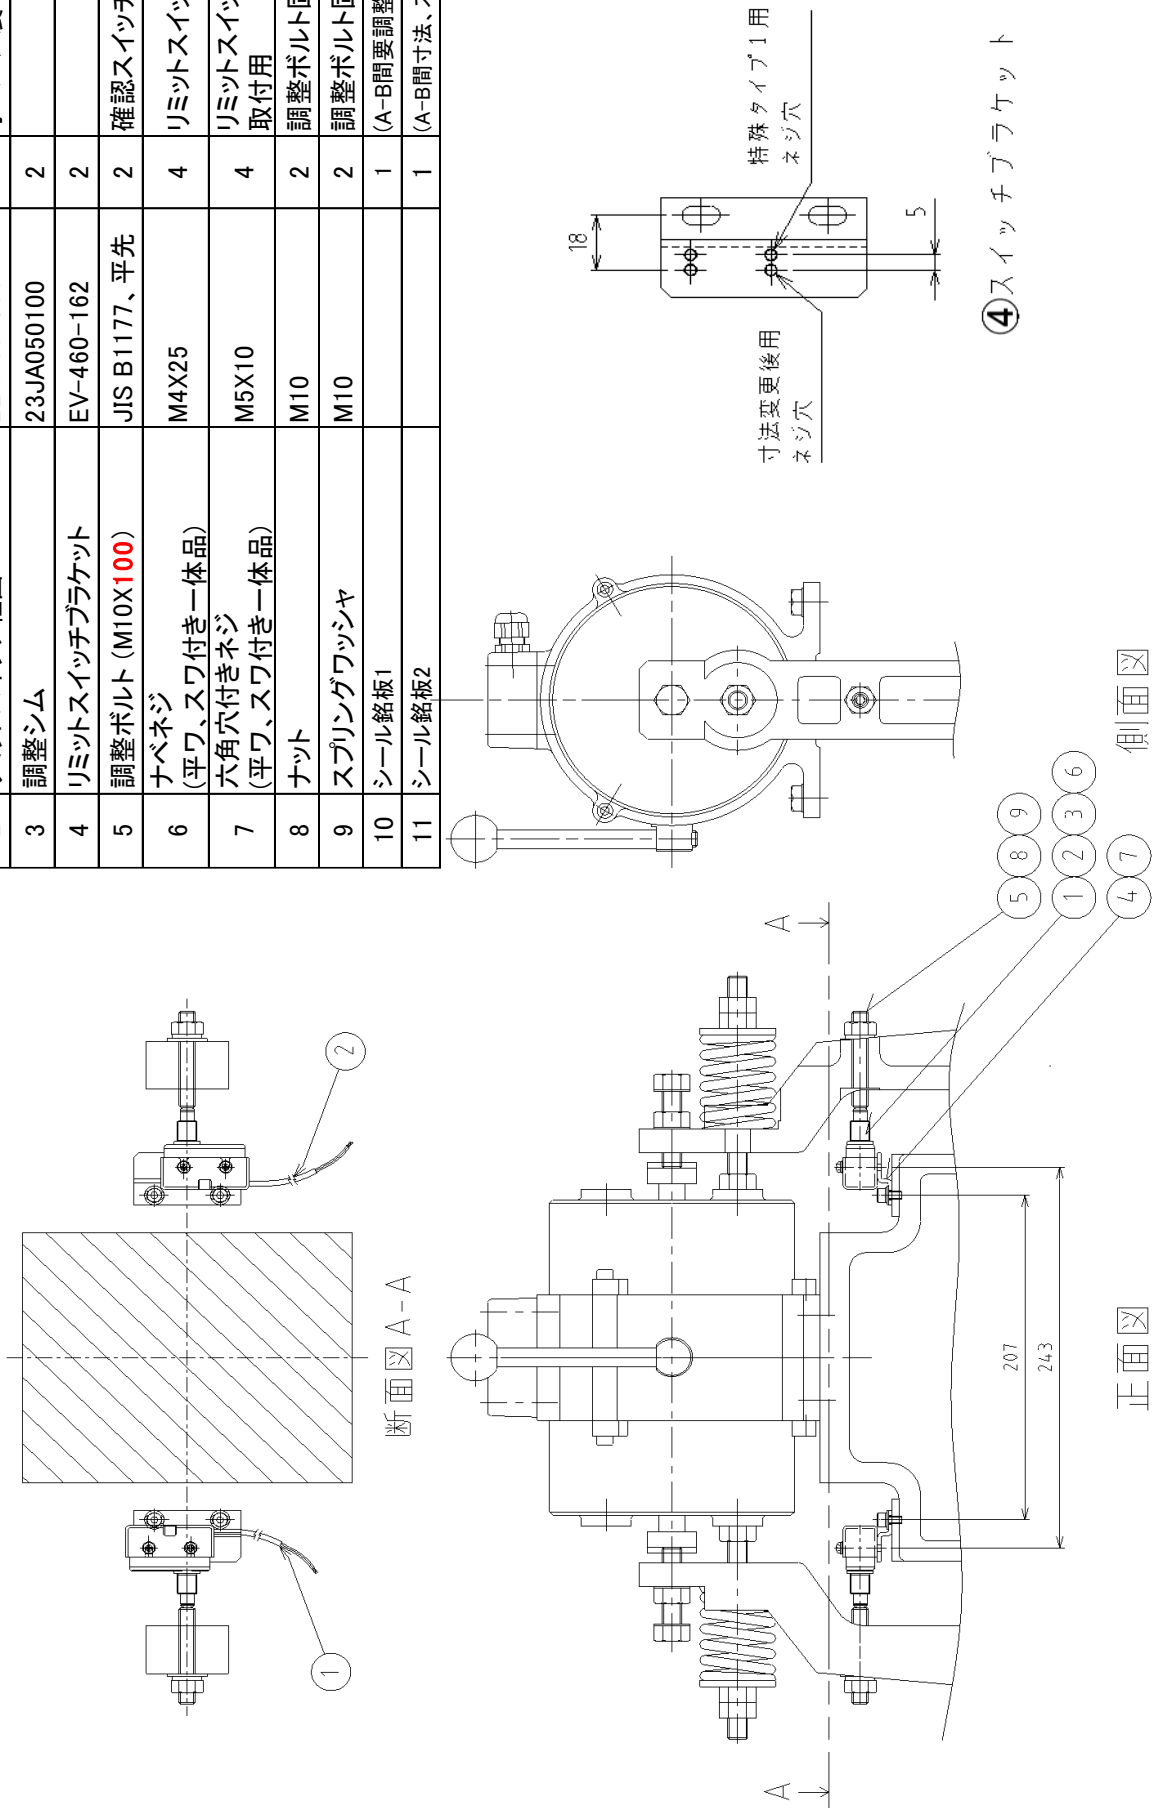 3 調整シム 23JA050100 2
4 リミットスイッチブラケット EV-460-162 2
5 調整ボルト(M10X100) JIS B1177、平先 2 確認スイッチ
6 ナベネジ
(平ワ、スワ付き一体品) M4X25 4 リミットスイッ
7 六角穴付きネジ
(平ワ、スワ付き一体品) M5X10 4 リミットスイッ
取付用
8 ナット M10 2 調整ボルト
9 スプリングワッシャ M10 2 調整ボルト
10 シール銘板1 1 (A-B間要調整
11 シール銘板2 1 (A-B間寸法、
1
2
断面図 A-A
A
A
207
243
正面図
5 8 9
1 2 3 6
4 7
側面図
18
5
寸法変更後用
ネジ穴
特殊タイプ1用
ネジ穴
④スイッチブラケット